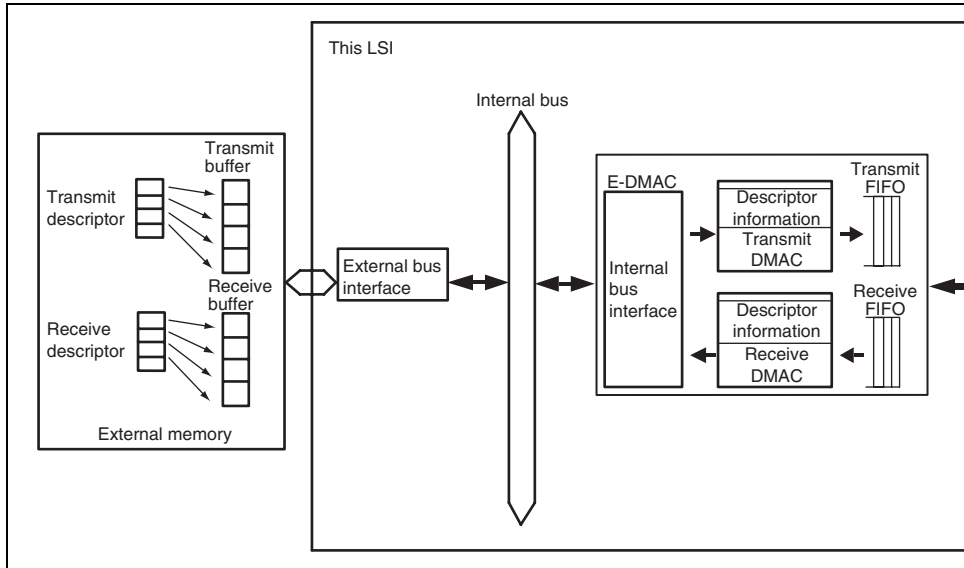 This LSI
Internal bus
Transmit
buffer
Transmit
descriptor
Receive
buffer
Receive
descriptor
External memory
External bus
interface
E-DMAC
Internal
bus
interface
Descriptor
information
Transmit
DMAC
Transmit
FIFO
Descriptor
information
Receive
DMAC
Receive
FIFO